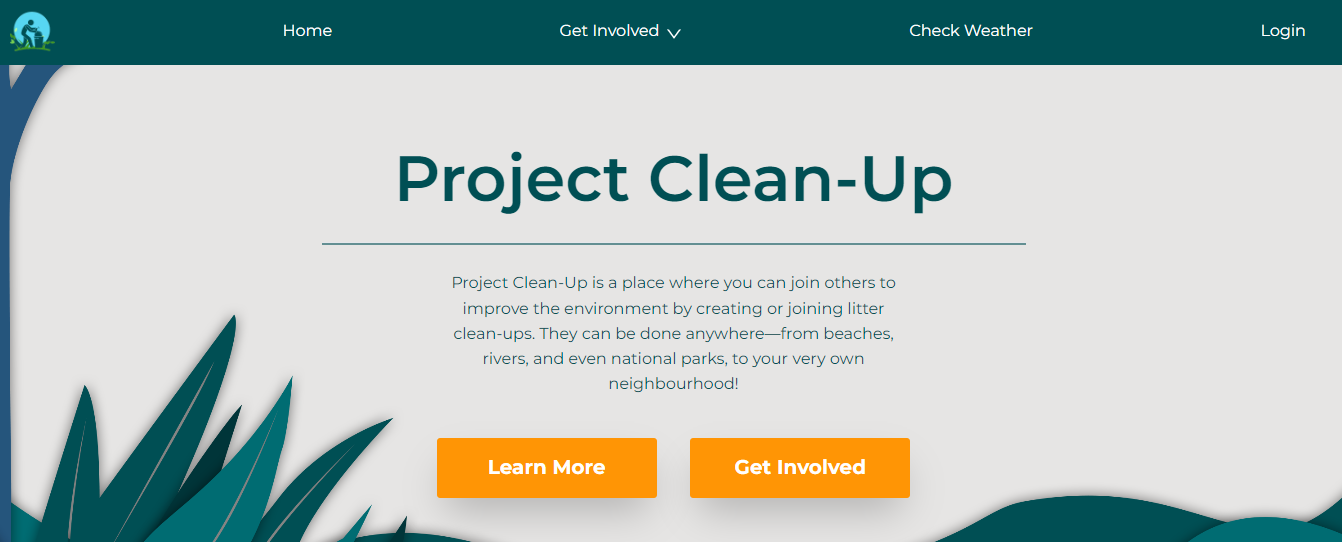 Home
Get Involved
Check Weather
Login
Project Clean-Up
Project Clean-Up is a place where you can join others to
improve the environment by creating or joining litter
clean-ups. They can be done anywhere—from beaches,
rivers, and even national parks, to your very own
neighbourhood!
Learn More
Get Involved